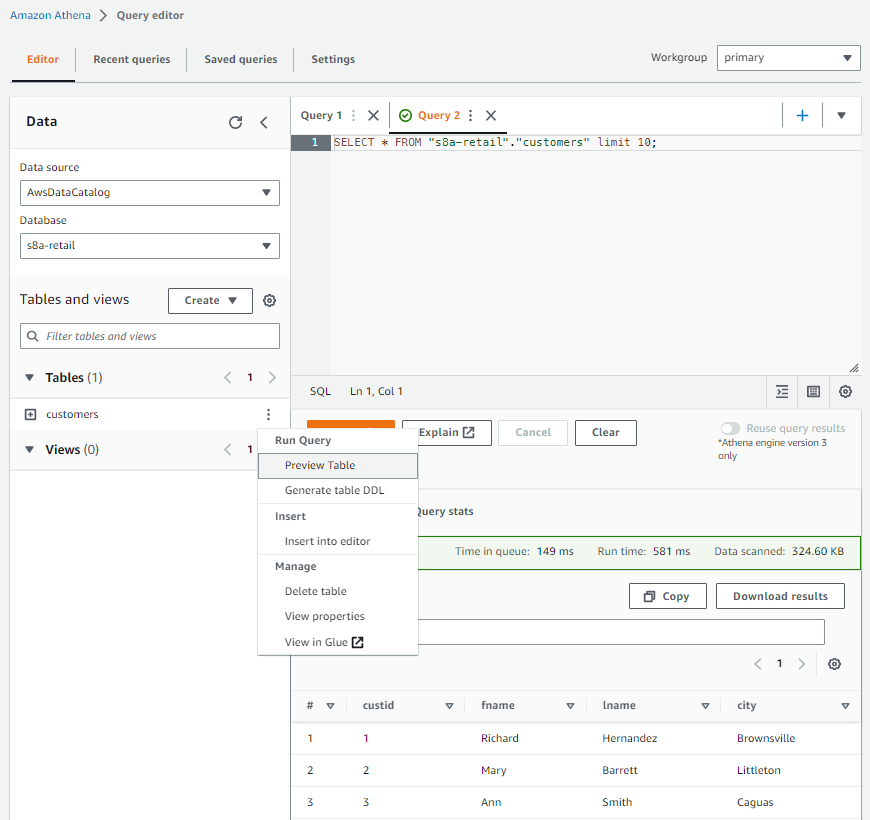 Amazon Athena > Query editor
Editor
Recent queries
Saved queries
Settings
Workgroup
primary
Data
Data source
AwsDataCatalog
Database
s8a-retail
Tables and views
Create
Filter tables and views
Tables (1)
1
customers
Views (0)
1
Query 1
Query 2
1
SELECT * FROM "s8a-retail"."customers" limit 10;
SQL
Ln 1, Col 1
Explain
Cancel
Clear
Reuse query results
*Athena engine version 3
only
Run Query
Preview Table
Generate table DDL
Insert
Insert into editor
Manage
Delete table
View properties
View in Glue
Query stats
Time in queue: 149 ms
Run time: 581 ms
Data scanned: 324.60 KB
Copy
Download results
1
# custid fname lname city
1 1 Richard Hernandez Brownsville
2 2 Mary Barrett Littleton
3 3 Ann Smith Caguas